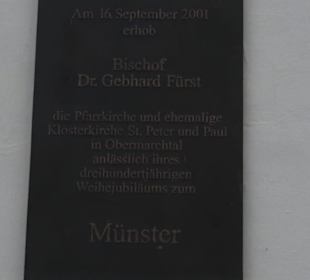 Am 16. September 2001
erhob
Bischof
Dr. Gebhard Fürst
die Pfarrkirche und ehemalige
Klosterkirche St. Peter und Paul
in Obermarchtal
anlässlich ihres
dreihundertjährigen
Weihejubiläums zum
Münster